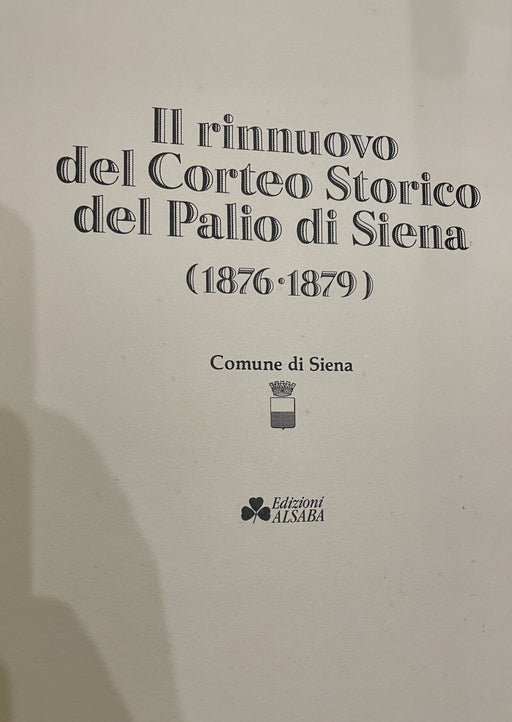 Il rinnuovo
del Corteo Storico
del Palio di Siena
(1876·1879)
Comune di Siena
Edizioni
ALSABA